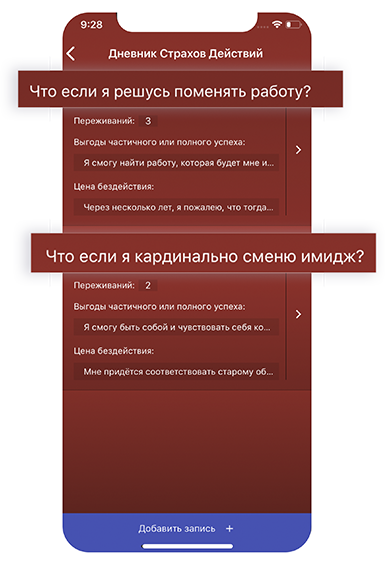 9:28
Дневник Страхов Действий
Что если я решусь поменять работу?
Переживаний: 3
Выгоды частичного или полного успеха:
Я смогу найти работу, которая будет мне и...
Цена бездействия:
Через несколько лет, я пожалею, что тогда...
Что если я кардинально сменю имидж?
Переживаний: 2
Выгоды частичного или полного успеха:
Я смогу быть собой и чувствовать себя ко...
Цена бездействия:
Мне придётся соответствовать старому об...
Добавить запись +